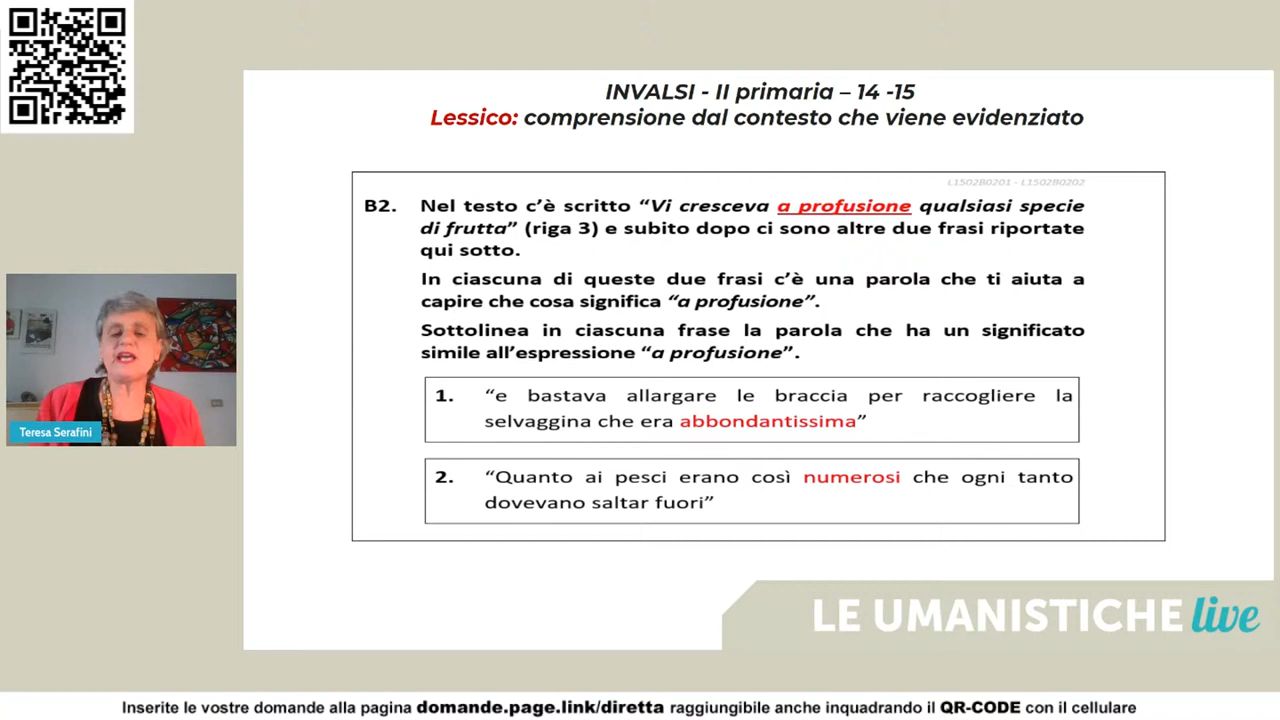 INVALSI - II primaria – 14 -15
Lessico: comprensione dal contesto che viene evidenziato
L1502B0201 - L1502B0202
B2. Nel testo c’è scritto “Vi cresceva a profusione qualsiasi specie
di frutta” (riga 3) e subito dopo ci sono altre due frasi riportate
qui sotto.
In ciascuna di queste due frasi c’è una parola che ti aiuta a
capire che cosa significa “a profusione”.
Sottolinea in ciascuna frase la parola che ha un significato
simile all’espressione “a profusione”.
1. “e bastava allargare le braccia per raccogliere la
selvaggina che era abbondantissima”
2. “Quanto ai pesci erano così numerosi che ogni tanto
dovevano saltar fuori”
Teresa Serafini
LE UMANISTICHE live
Inserite le vostre domande alla pagina domande.page.link/diretta raggiungibile anche inquadrando il QR-CODE con il cellulare